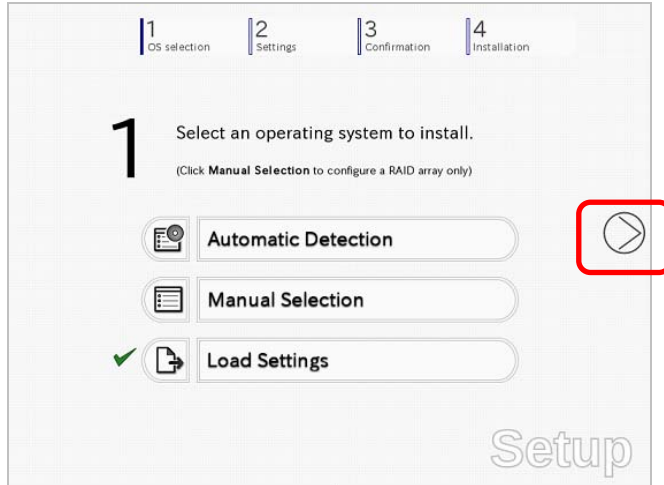 1
OS selection
2
Settings
3
Confirmation
4
Installation
1
Select an operating system to install.
(Click Manual Selection to configure a RAID array only)
Automatic Detection
Manual Selection
Load Settings
Setup